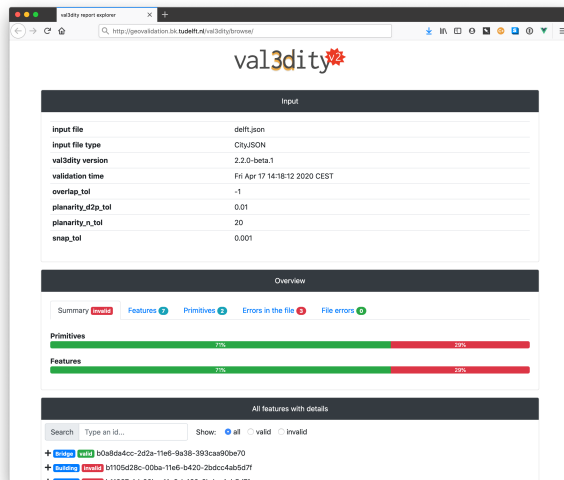 val3dity report explorer
http://geovalidation.bk.tudelft.nl/val3dity/browse/
val3dity v2
Input
input file delft.json
input file type CityJSON
val3dity version 2.2.0-beta.1
validation time Fri Apr 17 14:18:12 2020 CEST
overlap_tol -1
planarity_d2p_tol 0.01
planarity_n_tol 20
snap_tol 0.001
Overview
Summary invalid Features 7 Primitives 2 Errors in the file 3 File errors 0
Primitives
71% 29%
Features
71% 29%
All features with details
Search Type an id... Show: all valid invalid
Bridge valid b0a8da4cc-2d2a-11e6-9a38-393caa90be70
Building invalid b1105d28c-00ba-11e6-b420-2bdcc4ab5d7f